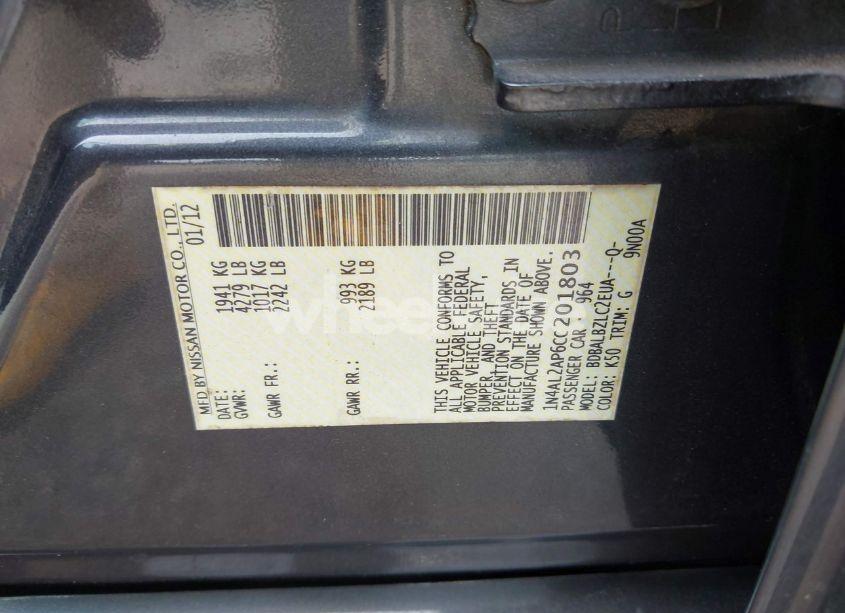 MFD BY NISSAN MOTOR CO., LTD.
DATE: 01/12
GVWR: 1941 KG
4279 LB
GAWR FR.: 1017 KG
2242 LB
GAWR RR.: 993 KG
2189 LB
THIS VEHICLE CONFORMS TO
ALL APPLICABLE FEDERAL
MOTOR VEHICLE SAFETY,
BUMPER, AND THEFT
PREVENTION STANDARDS IN
EFFECT ON THE DATE OF
MANUFACTURE SHOWN ABOVE.
1N4AL2AP6CC201803
PASSENGER CAR : 964
MODEL: BDBALBZLCZEUA----Q-
COLOR: K50 TRIM: G 9N00A